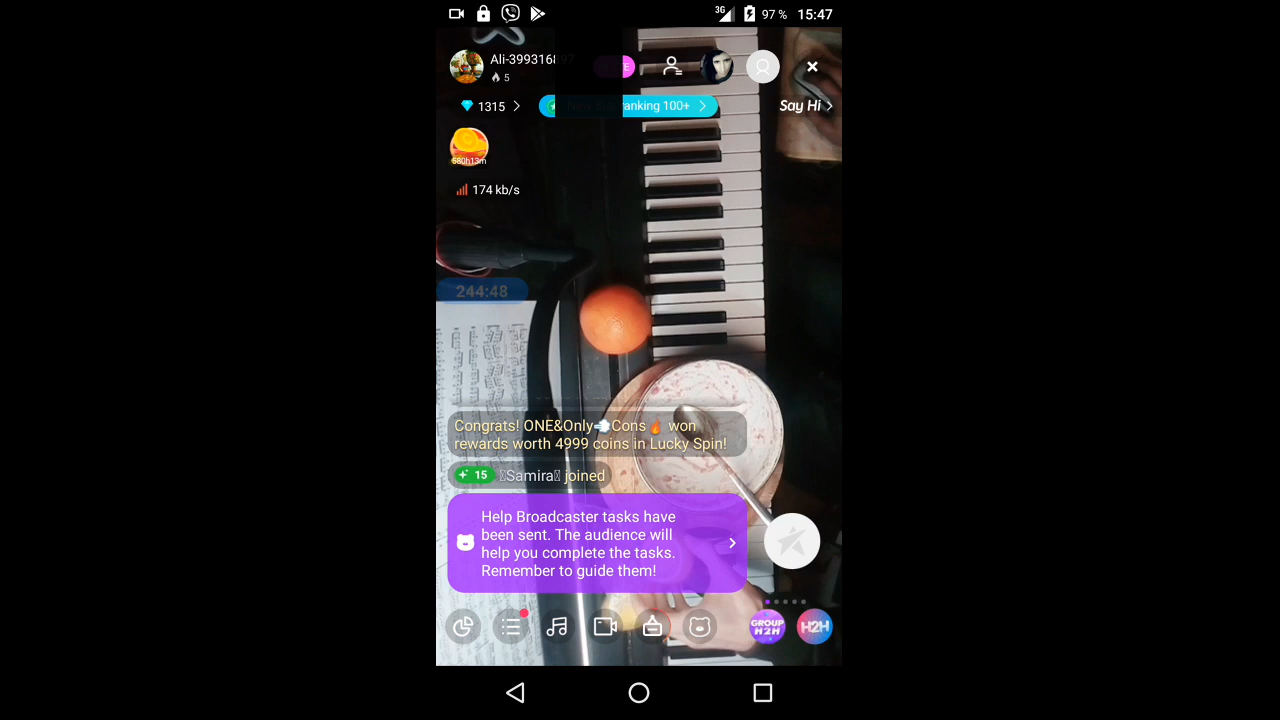 3G 97 % 15:47
Ali-399316
5
1315
anking 100+
Say Hi
580h13m
174 kb/s
244:48
Congrats! ONE&Only💨Cons🔥 won
rewards worth 4999 coins in Lucky Spin!
15 Samira joined
Help Broadcaster tasks have
been sent. The audience will
help you complete the tasks.
Remember to guide them!
GROUP
H2H
H2H